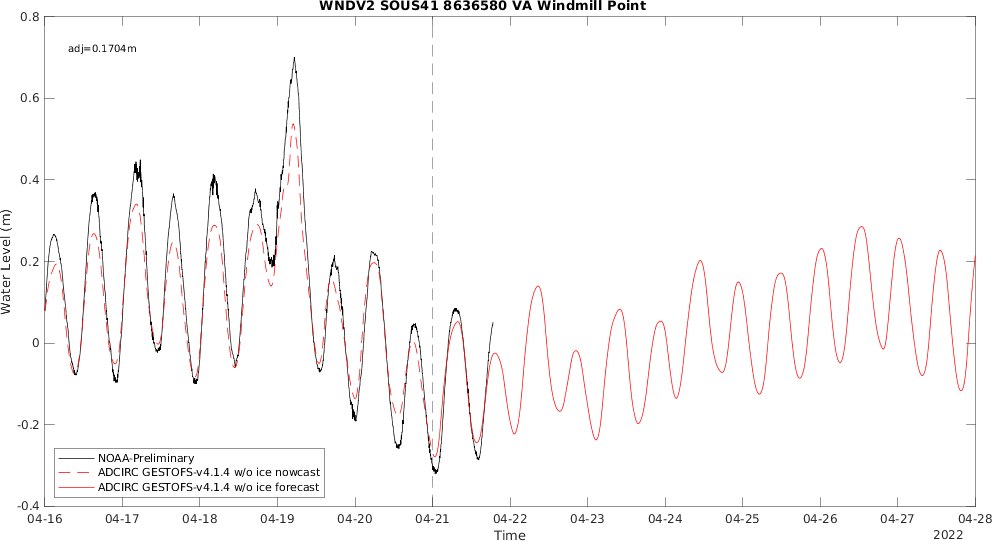 WNDV2 SOUS41 8636580 VA Windmill Point
adj=0.1704m
0.8
0.6
0.4
0.2
0
-0.2
-0.4
Water Level (m)
NOAA-Preliminary
ADCIRC GESTOFS-v4.1.4 w/o ice nowcast
ADCIRC GESTOFS-v4.1.4 w/o ice forecast
04-16 04-17 04-18 04-19 04-20 04-21 04-22 04-23 04-24 04-25 04-26 04-27 04-28
Time
2022